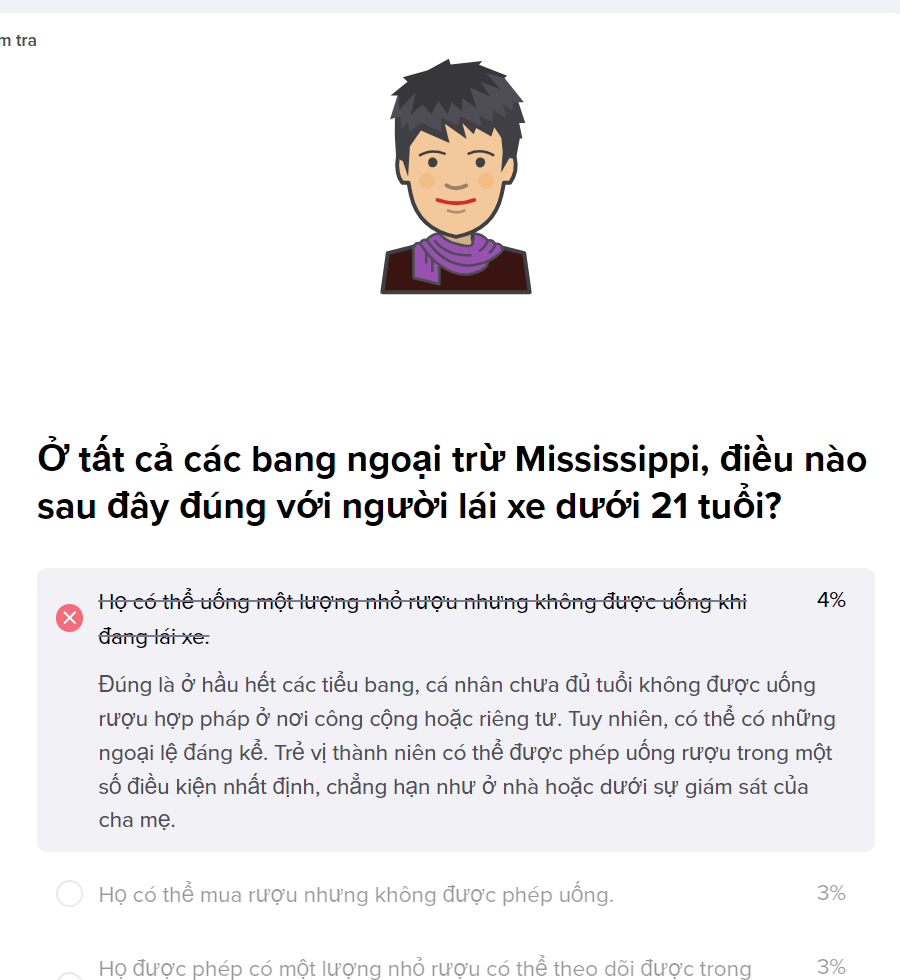 m tra
Ở tất cả các bang ngoại trừ Mississippi, điều nào
sau đây đúng với người lái xe dưới 21 tuổi?
Họ có thể uống một lượng nhỏ rượu nhưng không được uống khi
đang lái xe.
4%
Đúng là ở hầu hết các tiểu bang, cá nhân chưa đủ tuổi không được uống
rượu hợp pháp ở nơi công cộng hoặc riêng tư. Tuy nhiên, có thể có những
ngoại lệ đáng kể. Trẻ vị thành niên có thể được phép uống rượu trong một
số điều kiện nhất định, chẳng hạn như ở nhà hoặc dưới sự giám sát của
cha mẹ.
Họ có thể mua rượu nhưng không được phép uống.
3%
Họ được phép có một lượng nhỏ rượu có thể theo dõi được trong
3%